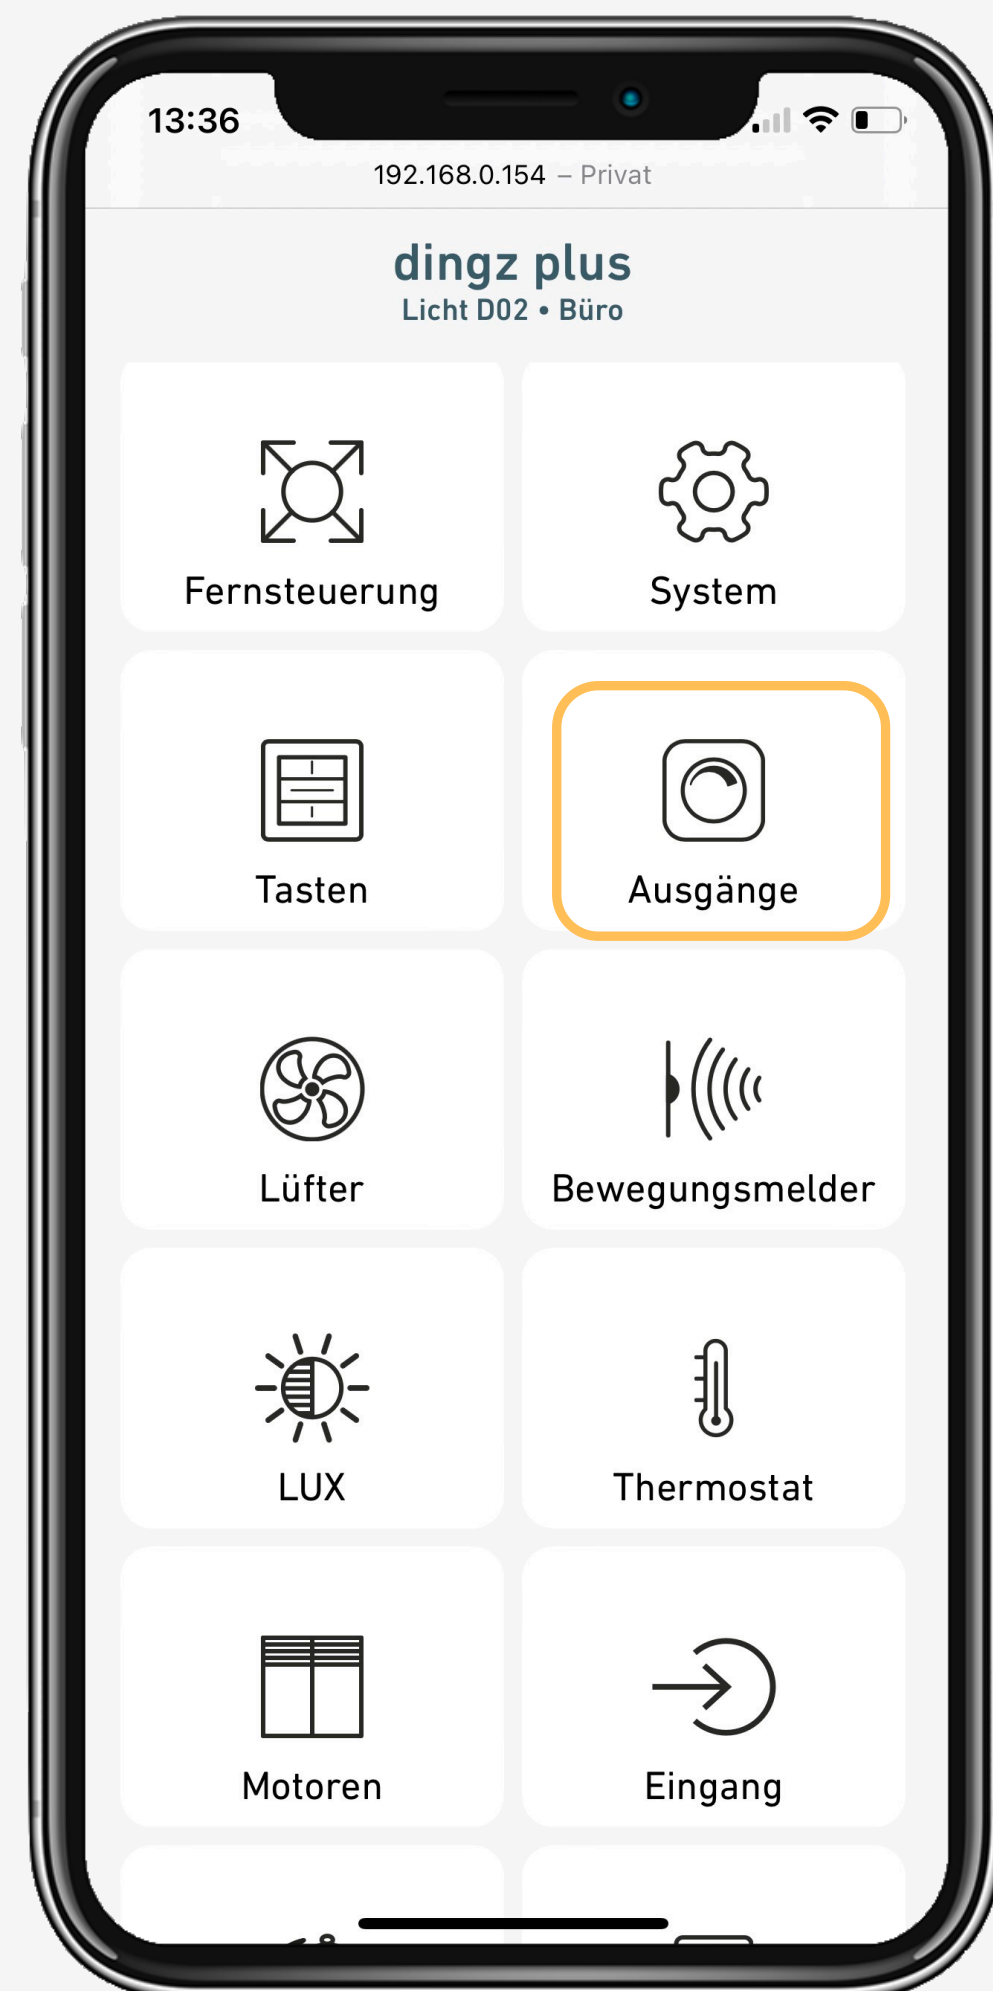 13:36
192.168.0.154 – Privat
dingz plus
Licht D02 • Büro
Fernsteuerung
System
Tasten
Ausgänge
Lüfter
Bewegungsmelder
LUX
Thermostat
Motoren
Eingang